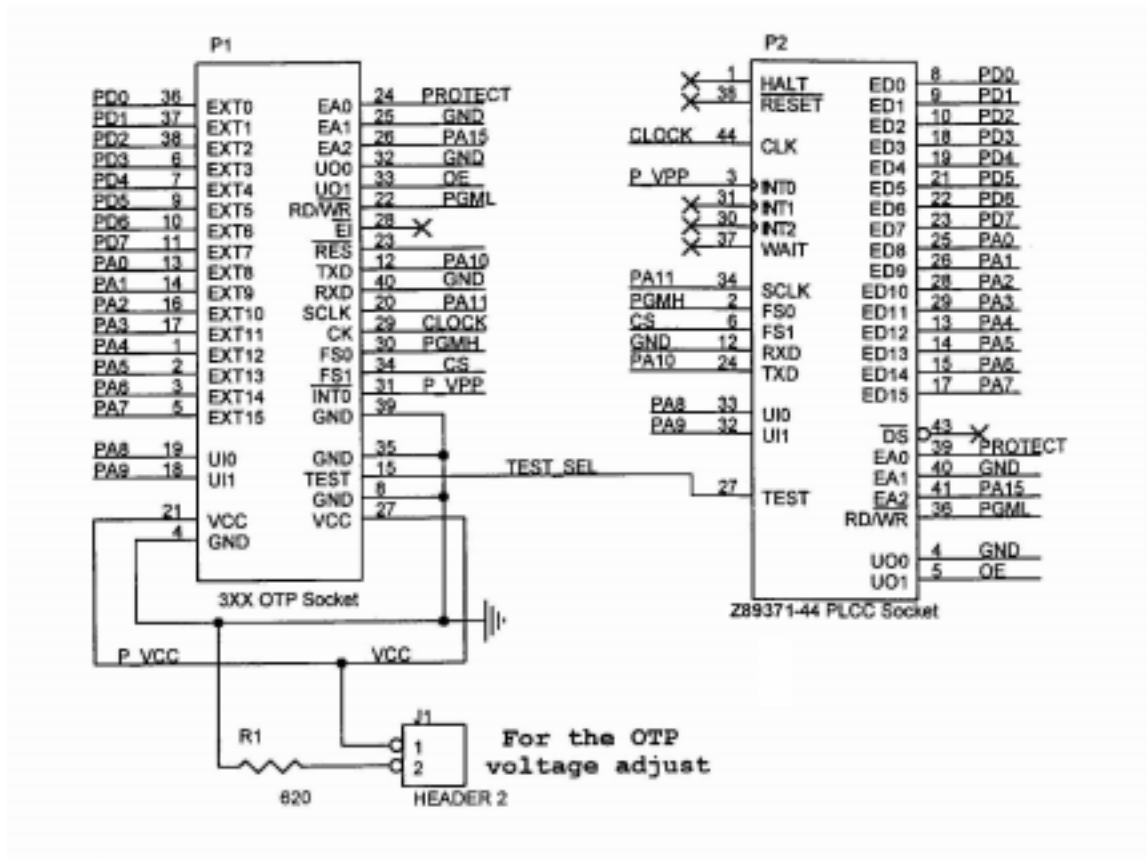 P1
PD0 36 EXT0 EA0 24 PROTECT
PD1 37 EXT1 EA1 25 GND
PD2 38 EXT2 EA2 26 PA15
PD3 6 EXT3 UO0 32 GND
PD4 7 EXT4 UO1 33 OE
PD5 9 EXT5 RD/WR 22 PGML
PD6 10 EXT6 EI 28
PD7 11 EXT7 RES 23
PA0 13 EXT8 TXD 12 PA10
PA1 14 EXT9 RXD 40 GND
PA2 16 EXT10 SCLK 20 PA11
PA3 17 EXT11 CK 29 CLOCK
PA4 1 EXT12 FS0 30 PGMH
PA5 2 EXT13 FS1 34 CS
PA6 3 EXT14 INT0 31 P_VPP
PA7 5 EXT15 GND 39
PA8 19 UI0 GND 35
PA9 18 UI1 TEST 15 TEST_SEL
GND 8
21 VCC VCC 27
4 GND
3XX OTP Socket
P_VCC VCC
R1
620
J1
1
2
HEADER 2
For the OTP
voltage adjust
P2
1 HALT ED0 8 PD0
38 RESET ED1 9 PD1
ED2 10 PD2
CLOCK 44 CLK ED3 18 PD3
ED4 19 PD4
P_VPP 3 INT0 ED5 21 PD5
31 INT1 ED6 22 PD6
30 INT2 ED7 23 PD7
37 WAIT ED8 25 PA0
ED9 26 PA1
PA11 34 SCLK ED10 28 PA2
PGMH 2 FS0 ED11 29 PA3
CS 6 FS1 ED12 13 PA4
GND 12 RXD ED13 14 PA5
PA10 24 TXD ED14 15 PA6
ED15 17 PA7
PA8 33 UI0
PA9 32 UI1 DS 43
EA0 39 PROTECT
EA1 40 GND
27 TEST EA2 41 PA15
RD/WR 36 PGML
UO0 4 GND
UO1 5 OE
Z89371-44 PLCC Socket